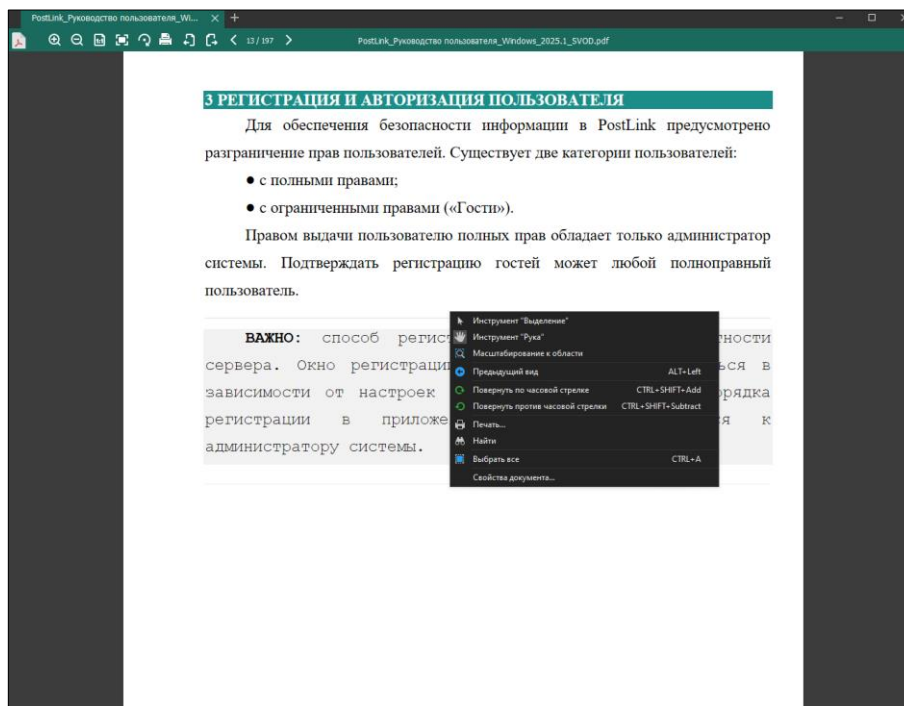 PostLink_Руководство пользователя_Wi...
13 / 197
PostLink_Руководство пользователя_Windows_2025.1_SVOD.pdf
3 РЕГИСТРАЦИЯ И АВТОРИЗАЦИЯ ПОЛЬЗОВАТЕЛЯ
Для обеспечения безопасности информации в PostLink предусмотрено
разграничение прав пользователей. Существует две категории пользователей:
● с полными правами;
● с ограниченными правами («Гости»).
Правом выдачи пользователю полных прав обладает только администратор
системы. Подтверждать регистрацию гостей может любой полноправный
пользователь.
ВАЖНО: способ регис
ности
сервера. Окно регистраци
ься в
зависимости от настроек
орядка
регистрации в приложе
я к
администратору системы.
Инструмент "Выделение"
Инструмент "Рука"
Масштабирование к области
Предыдущий вид ALT+Left
Повернуть по часовой стрелке CTRL+SHIFT+Add
Повернуть против часовой стрелки CTRL+SHIFT+Subtract
Печать...
Найти
Выбрать все CTRL+A
Свойства документа...